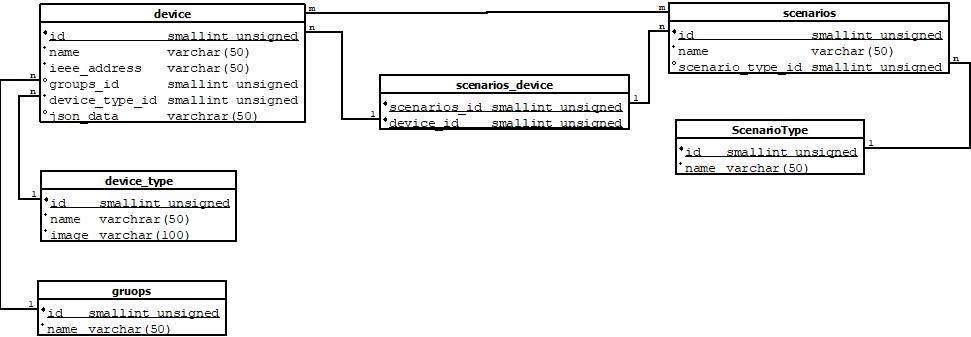 device
id smallint unsigned
name varchar(50)
ieee_address varchar(50)
groups_id smallint unsigned
device_type_id smallint unsigned
json_data varchrar(50)
m
n
n
n
scenarios
id smallint unsigned
name varchar(50)
scenario_type_id smallint unsigned
m
n
n
scenarios_device
scenarios_id smallint unsigned
device_id smallint unsigned
1
1
ScenarioType
id smallint unsigned
name varchar(50)
1
device_type
id smallint unsigned
name varchrar(50)
image varchar(100)
1
gruops
id smallint unsigned
name varchar(50)
1